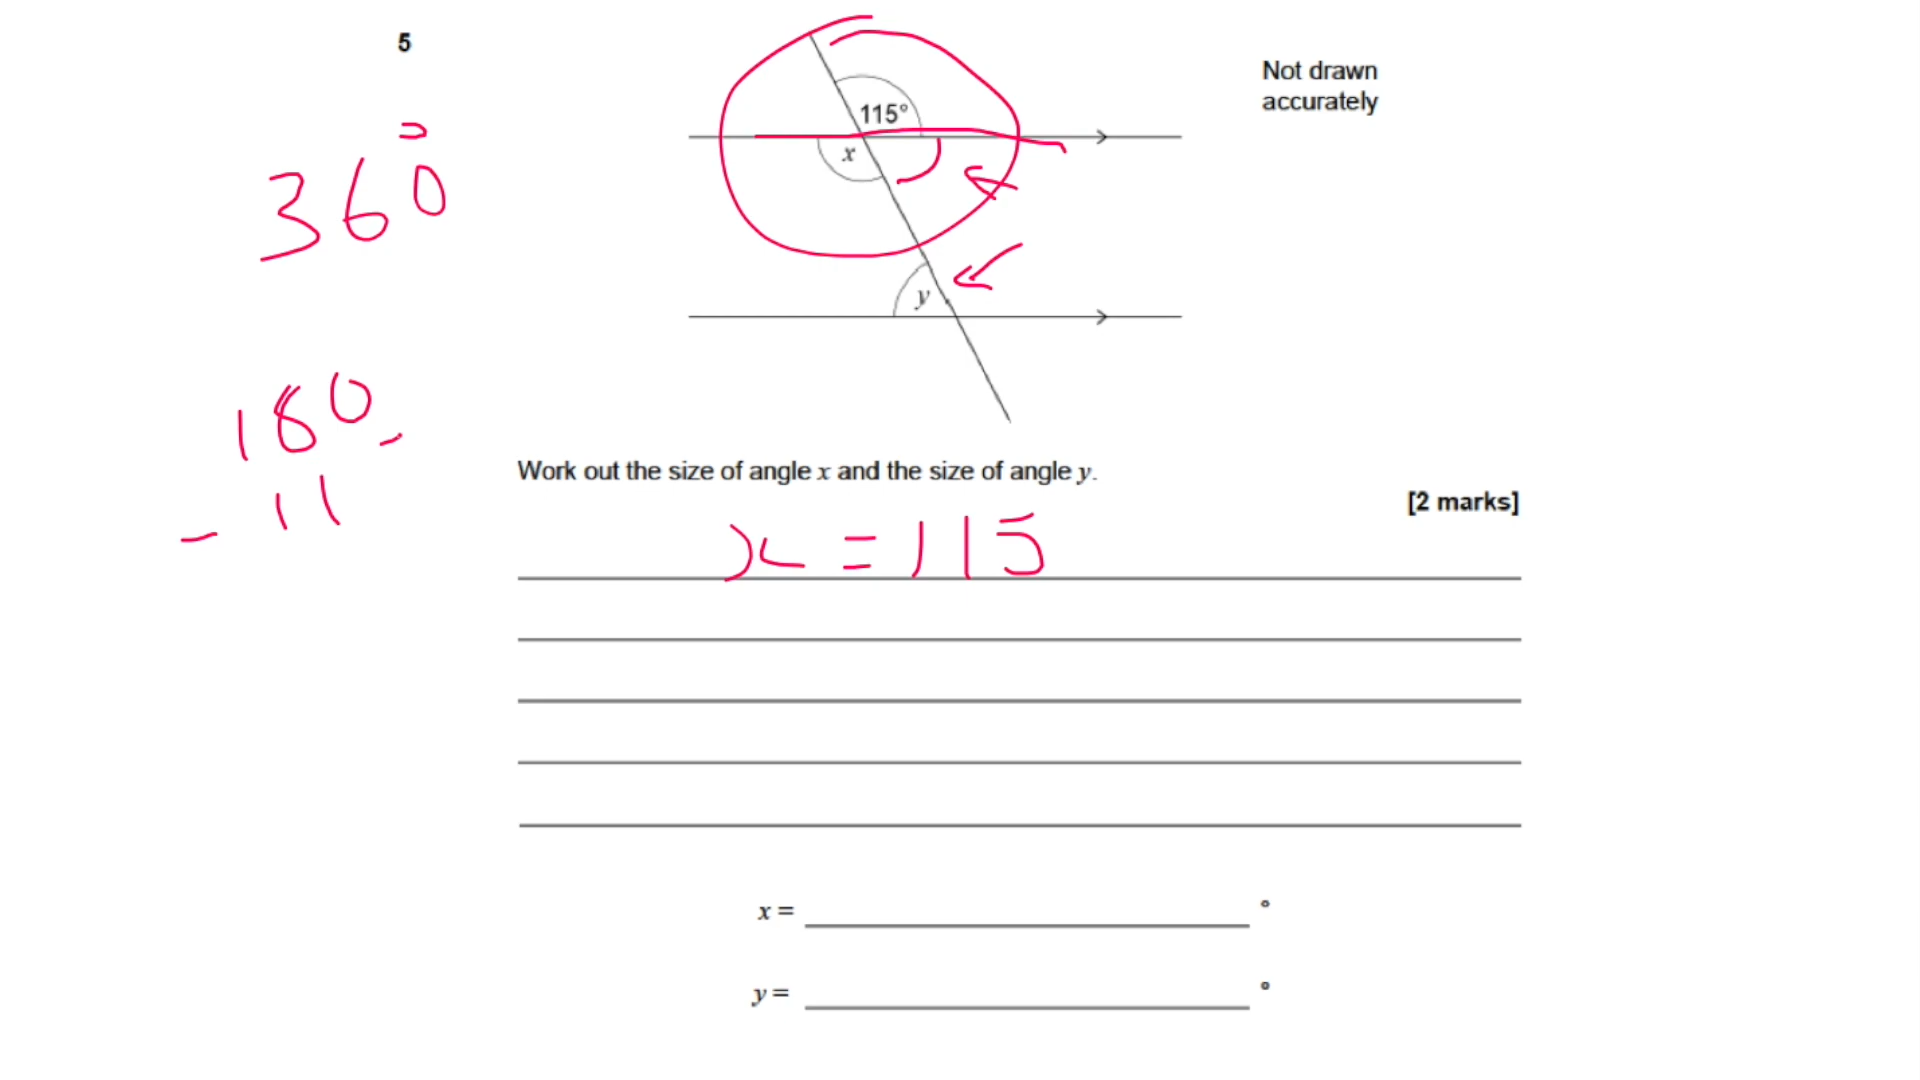 5
115°
x
y
Not drawn
accurately
360
180
- 11
Work out the size of angle x and the size of angle y.
[2 marks]
x = 115
x = °
y = °